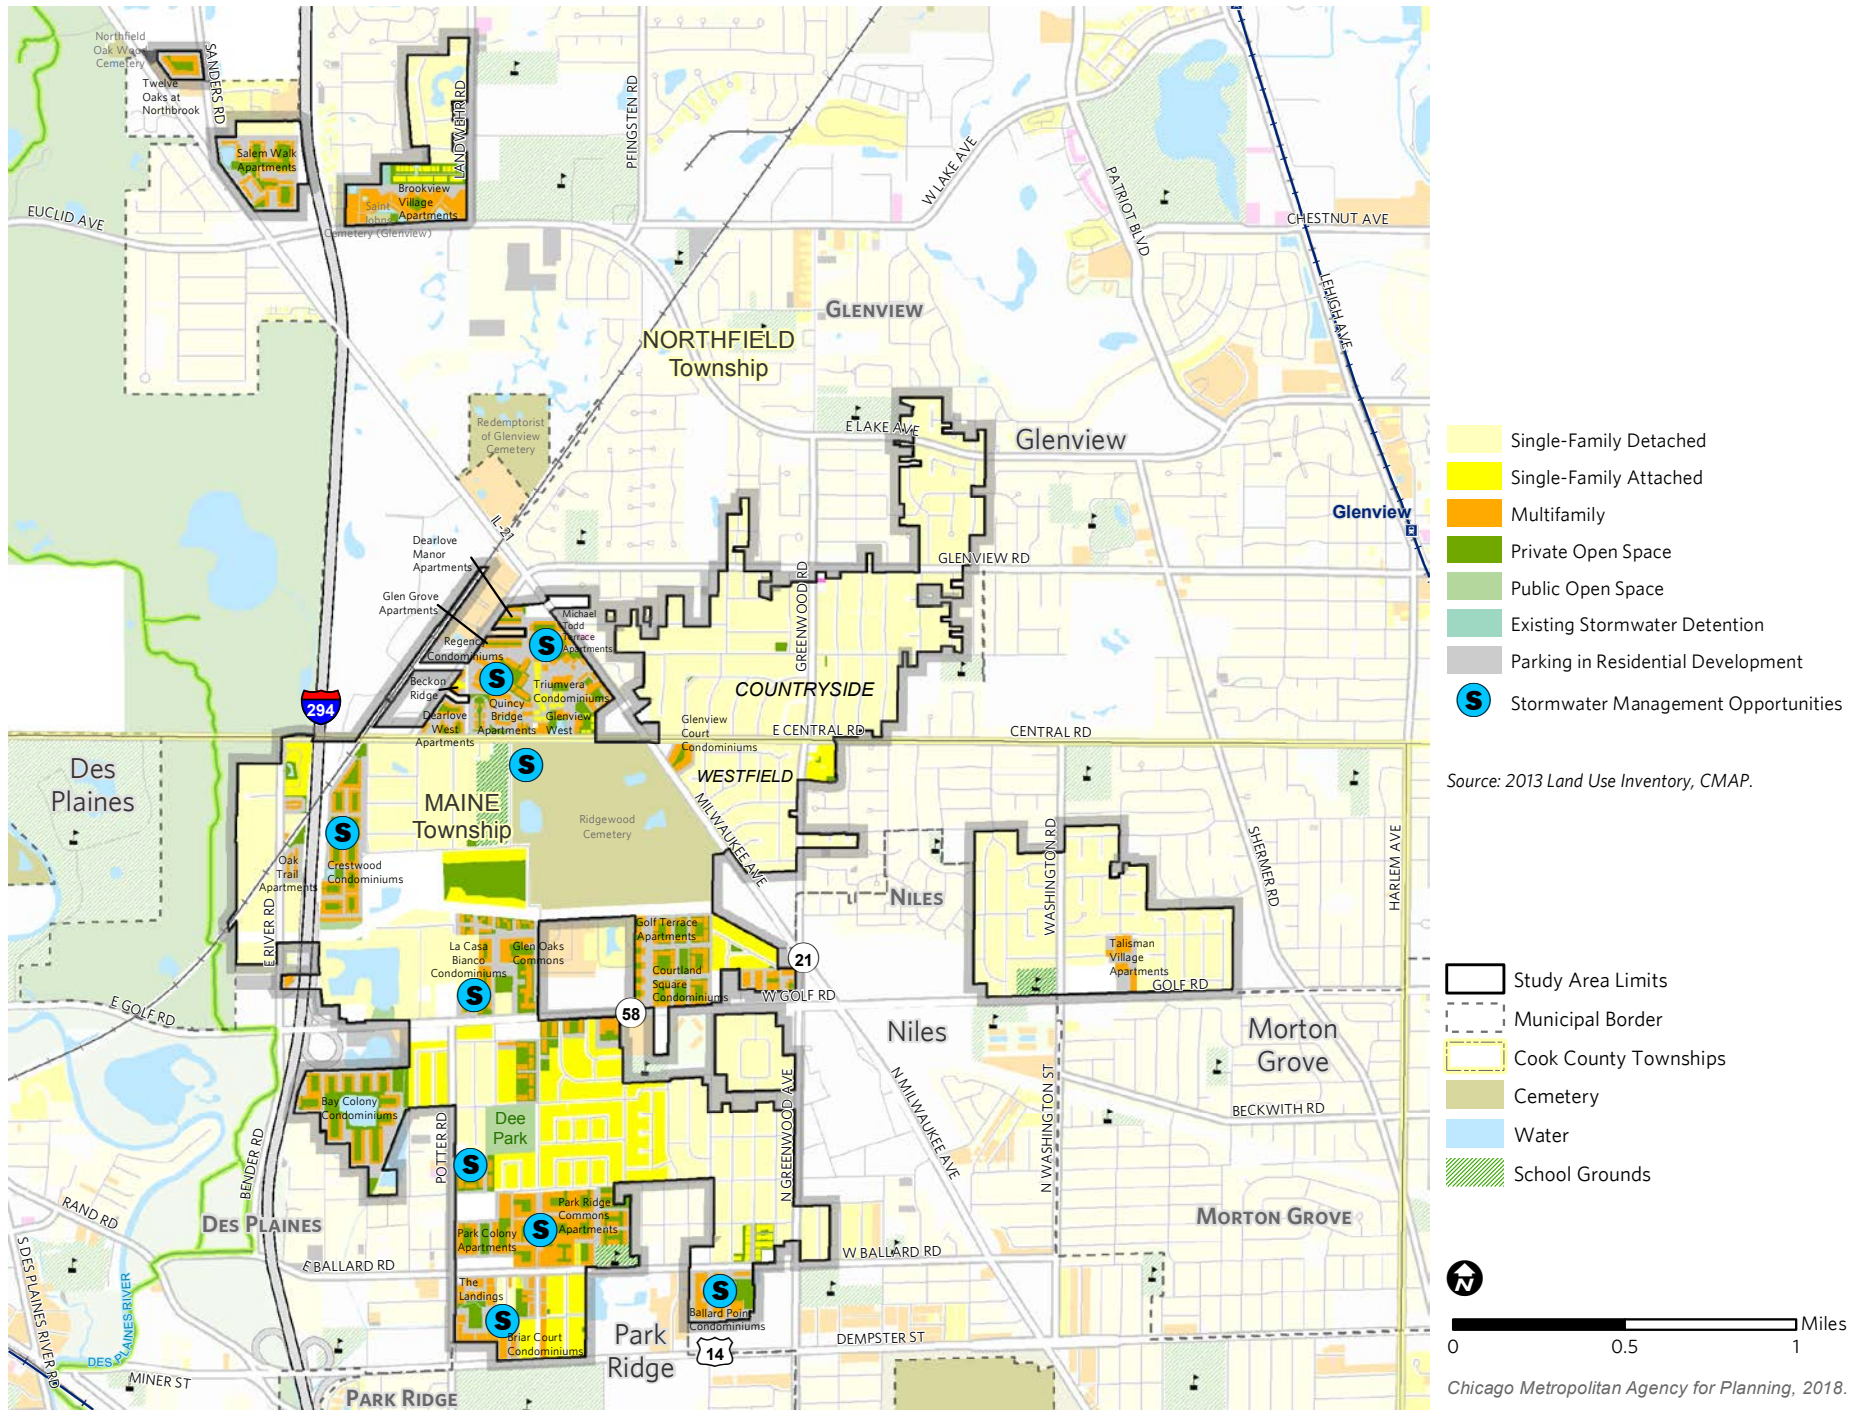 Northfield
Oak Wood
Cemetery
SANDERS RD
Twelve
Oaks at
Northbrook
Salem Walk
Apartments
LANDWEHR RD
Brookview
Village
Apartments
Saint
Johns
Cemetery (Glenview)
EUCLID AVE
PFINGSTEN RD
W LAKE AVE
PATRIOT BLVD
CHESTNUT AVE
LEHIGH AVE
GLENVIEW
NORTHFIELD
Township
Redemptorist
of Glenview
Cemetery
E LAKE AVE
Glenview
Glenview
IL-21
Dearlove
Manor
Apartments
Glen Grove
Apartments
GLENVIEW RD
GREENWOOD RD
Michael
Todd
Terrace
Apartments
Regency
Condominiums
S
S
Beckon
Ridge
Triumvera
Condominiums
Quincy
Bridge
Apartments
Dearlove
West
Apartments
Glenview
West
COUNTRYSIDE
294
Glenview
Court
Condominiums
E CENTRAL RD
CENTRAL RD
WESTFIELD
S
Des
Plaines
MAINE
Township
Ridgewood
Cemetery
MILWAUKEE AVE
S
Oak
Trail
Apartments
Crestwood
Condominiums
E RIVER RD
NILES
WASHINGTON RD
SHERMER RD
HARLEM AVE
La Casa
Bianco
Condominiums
Glen Oaks
Commons
Golf Terrace
Apartments
Courtland
Square
Condominiums
21
Talisman
Village
Apartments
GOLF RD
W GOLF RD
S
58
E GOLF RD
Niles
Morton
Grove
Bay Colony
Condominiums
Dee
Park
POTTER RD
N GREENWOOD AVE
N MILWAUKEE AVE
N WASHINGTON ST
BECKWITH RD
BENDER RD
S
RAND RD
DES PLAINES
Park Ridge
Commons
Apartments
Park Colony
Apartments
S
MORTON GROVE
E BALLARD RD
W BALLARD RD
S DES PLAINES RIVER RD
DES PLAINES RIVER
The
Landings
S
Briar Court
Condominiums
S
Ballard Point
Condominiums
Park
Ridge
14
DEMPSTER ST
MINER ST
PARK RIDGE
Single-Family Detached
Single-Family Attached
Multifamily
Private Open Space
Public Open Space
Existing Stormwater Detention
Parking in Residential Development
S Stormwater Management Opportunities
Source: 2013 Land Use Inventory, CMAP.
Study Area Limits
Municipal Border
Cook County Townships
Cemetery
Water
School Grounds
N
Miles
0 0.5 1
Chicago Metropolitan Agency for Planning, 2018.